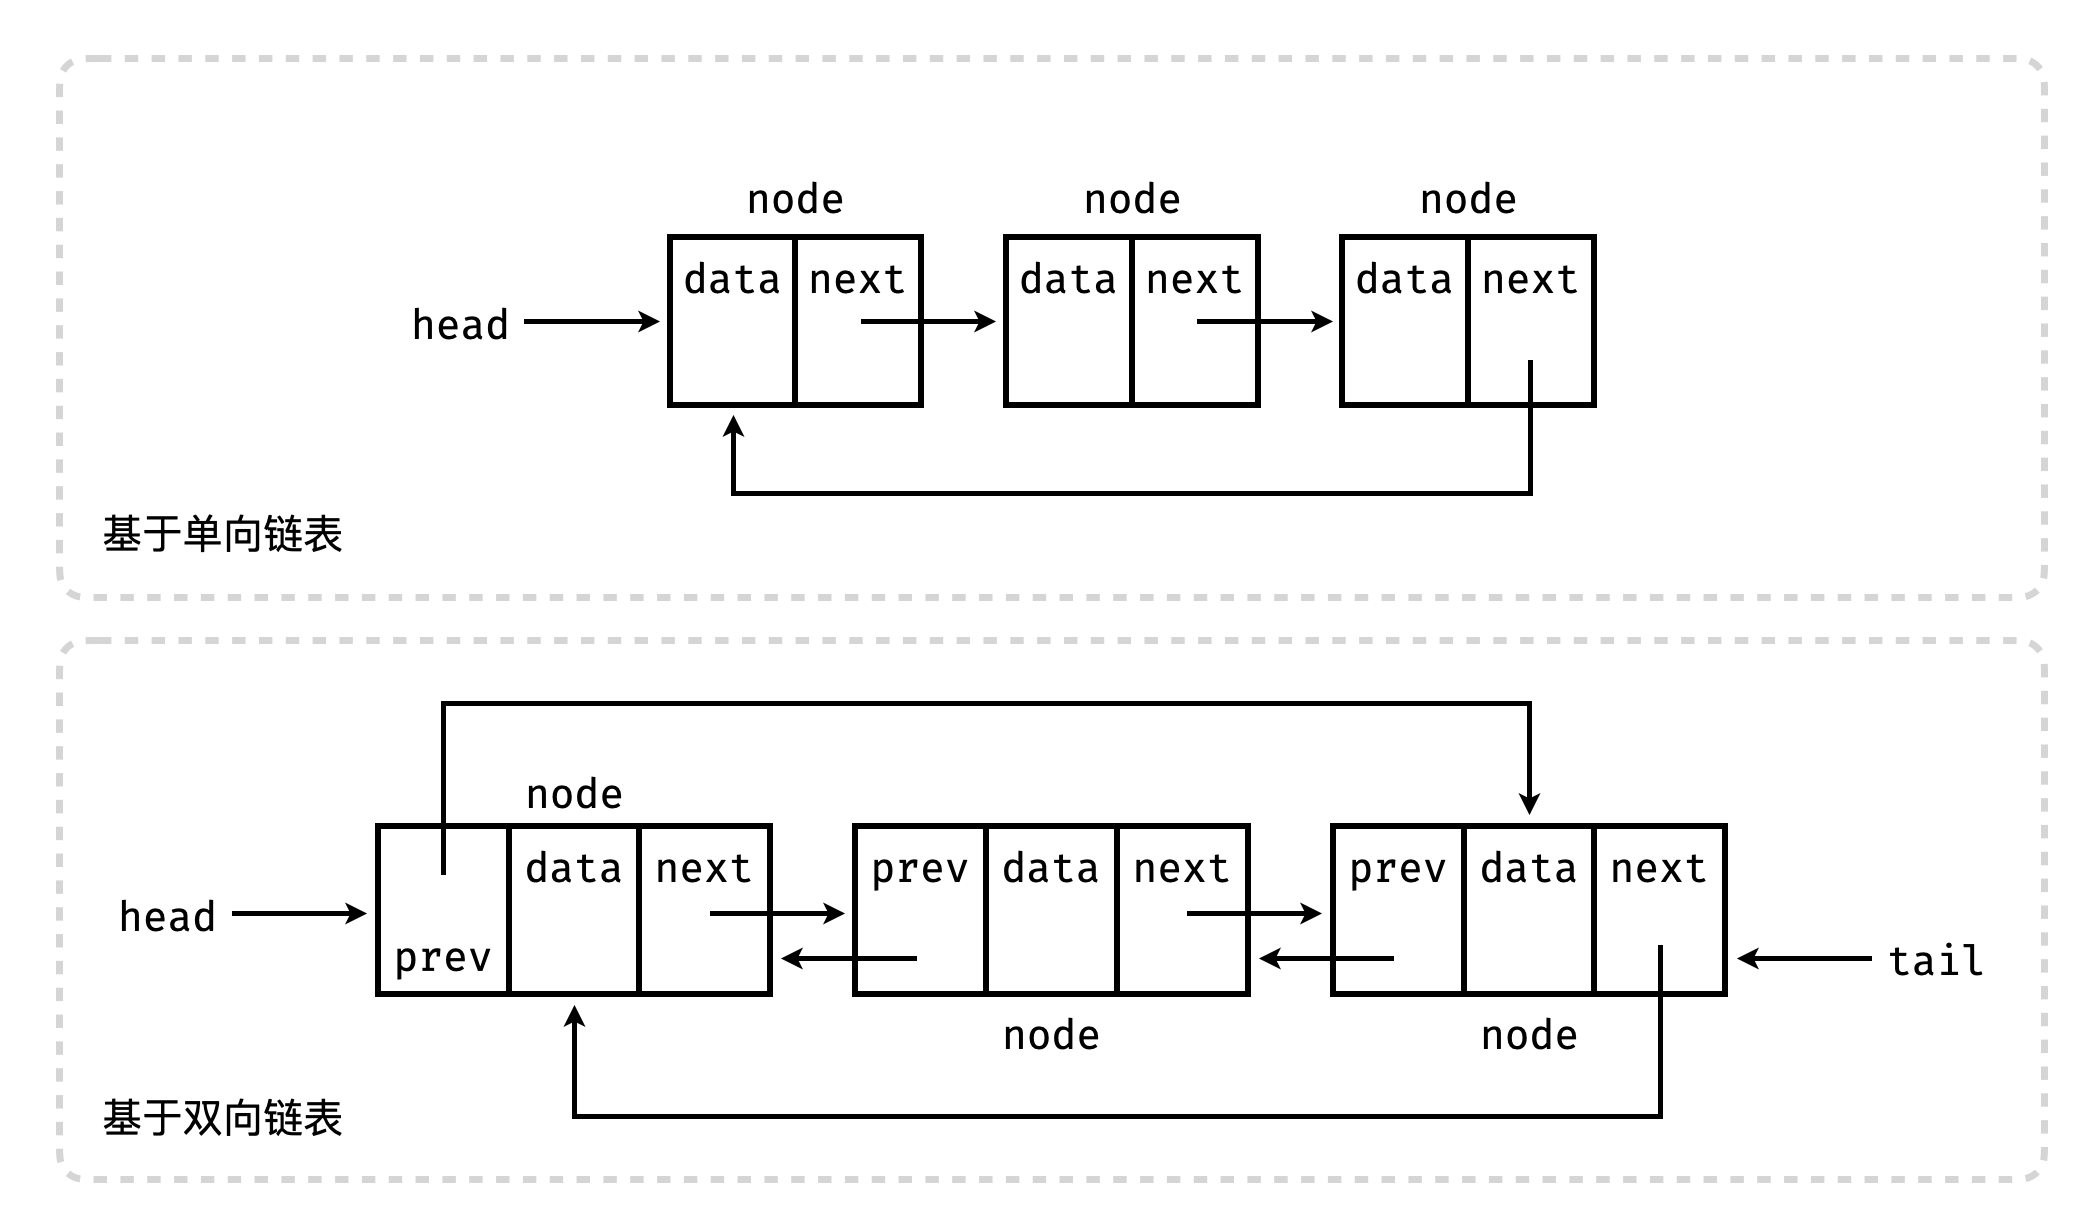 node node node
data next data next data next
head
基于单向链表
node
data next prev data next prev data next
head
prev
tail
node node
基于双向链表